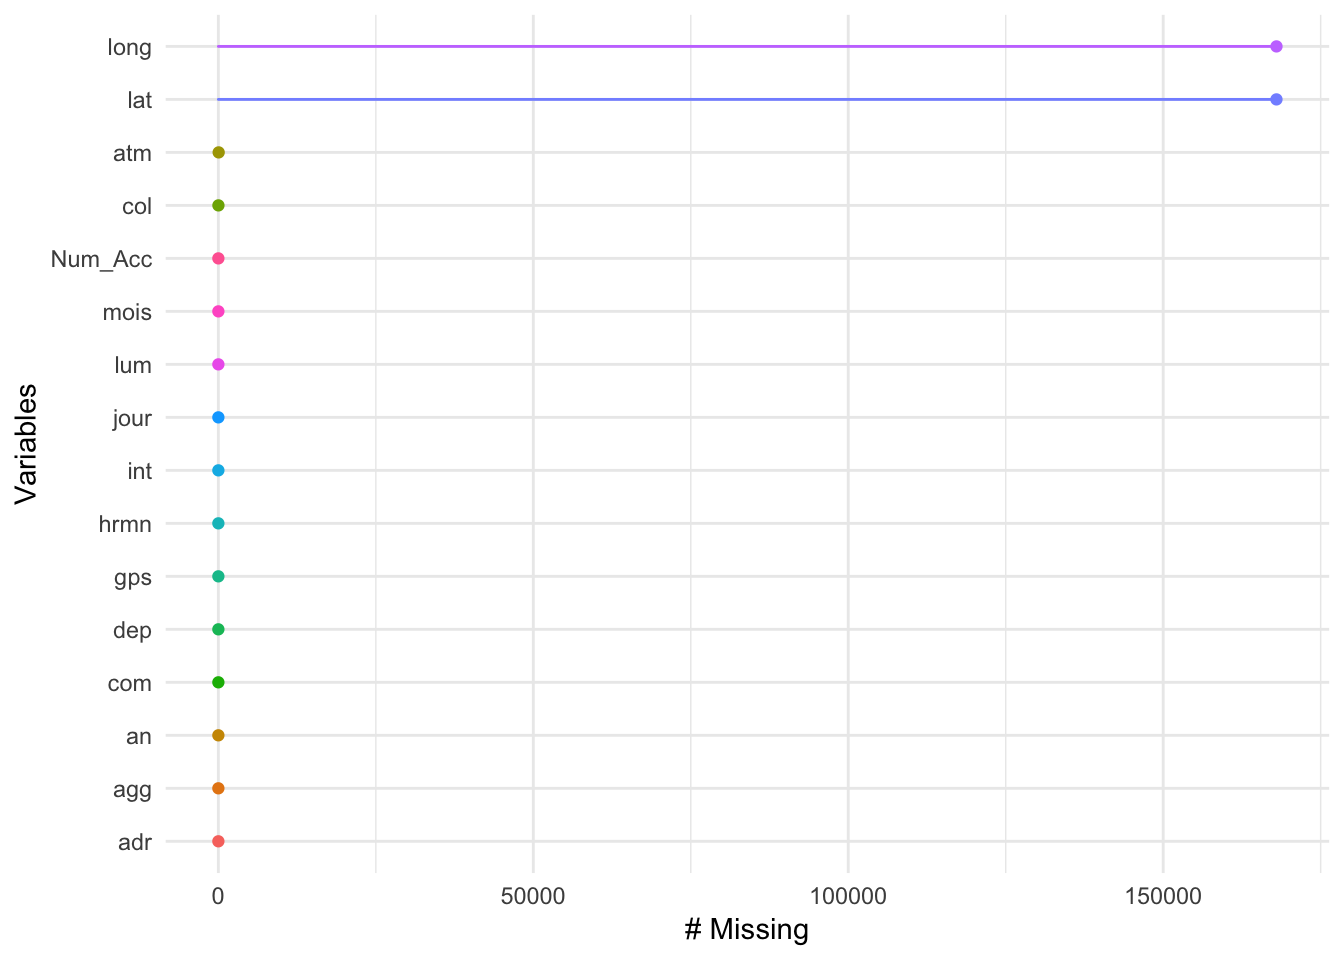 long
lat
atm
col
Num_Acc
mois
lum
jour
int
hrmn
gps
dep
com
an
agg
adr
Variables
0 50000 100000 150000
# Missing